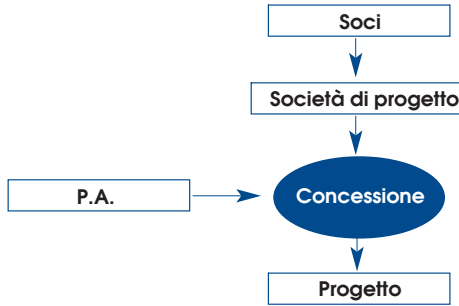 Soci
Società di progetto
P.A.
Concessione
Progetto